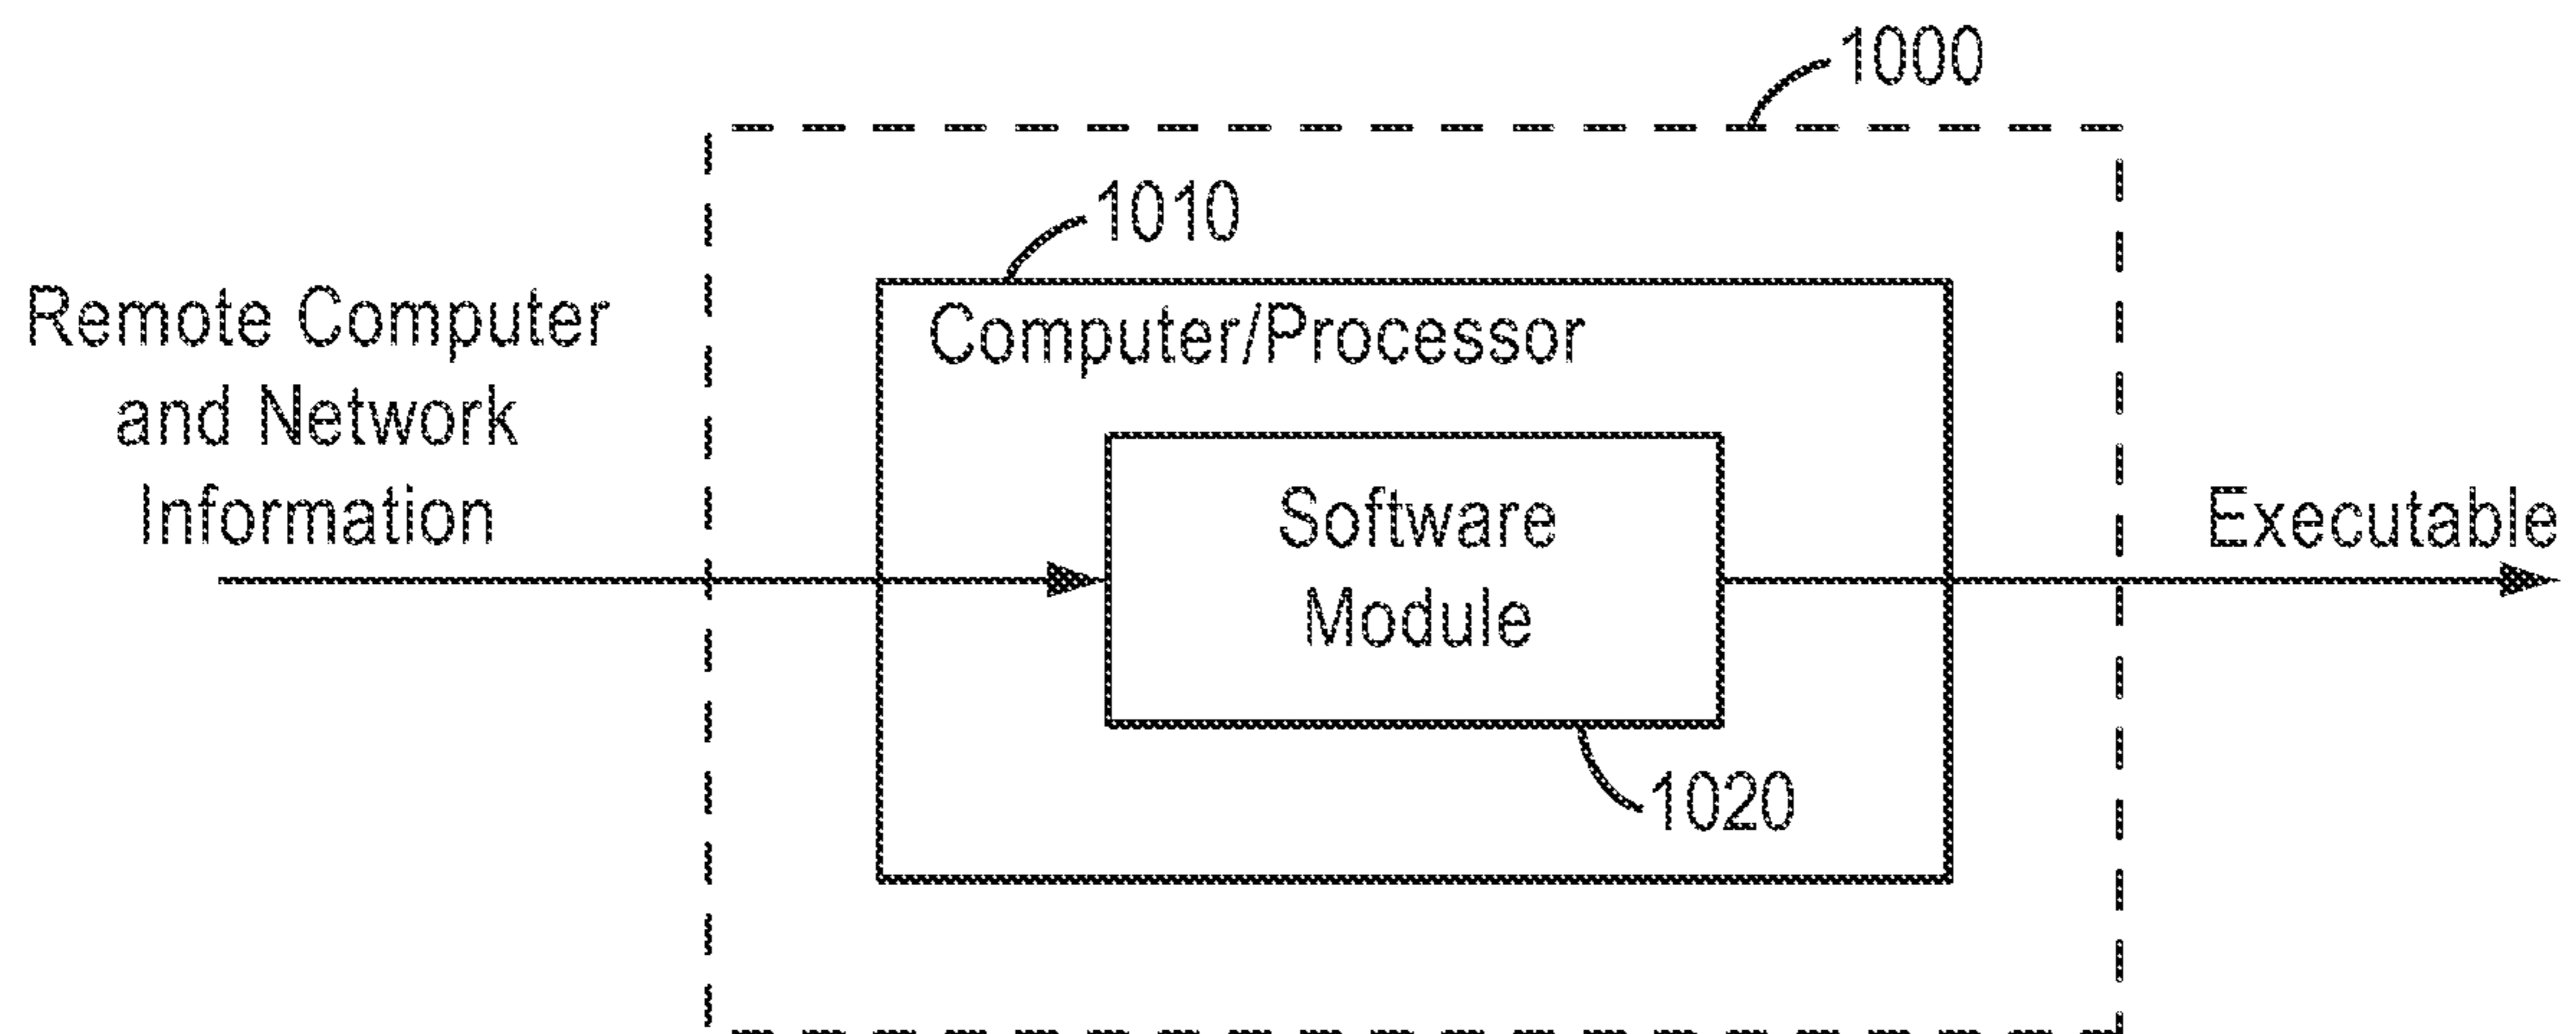 1000
1010
Remote Computer
and Network
Information
Computer/Processor
Software
Module
Executable
1020